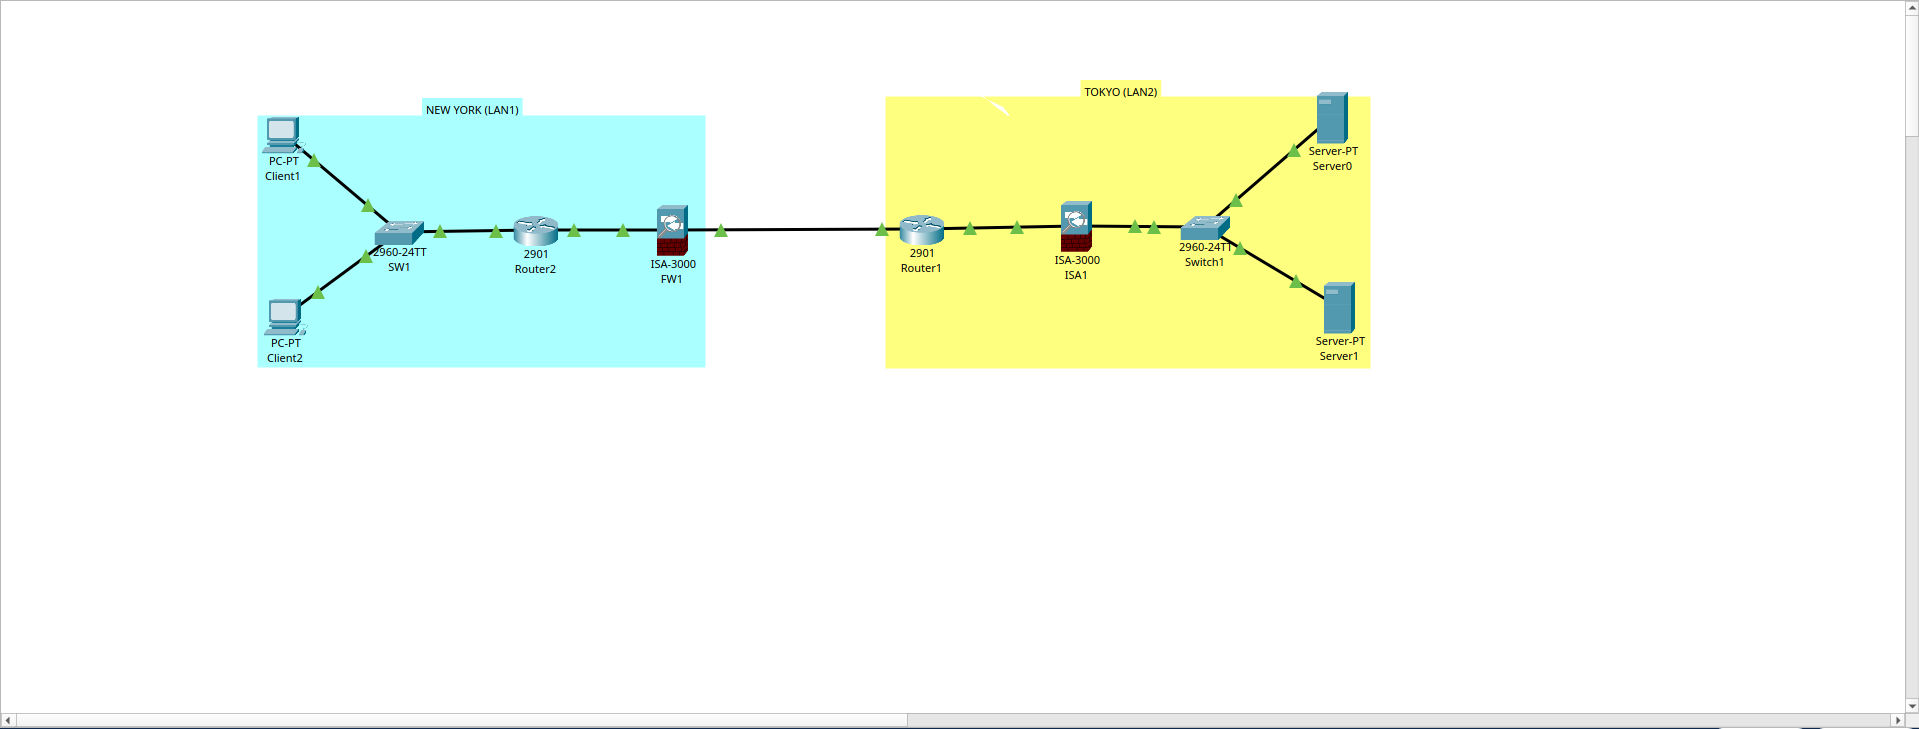 NEW YORK (LAN1)
PC-PT
Client1
2960-24TT
SW1
2901
Router2
ISA-3000
FW1
PC-PT
Client2
TOKYO (LAN2)
2901
Router1
ISA-3000
ISA1
2960-24TT
Switch1
Server-PT
Server0
Server-PT
Server1